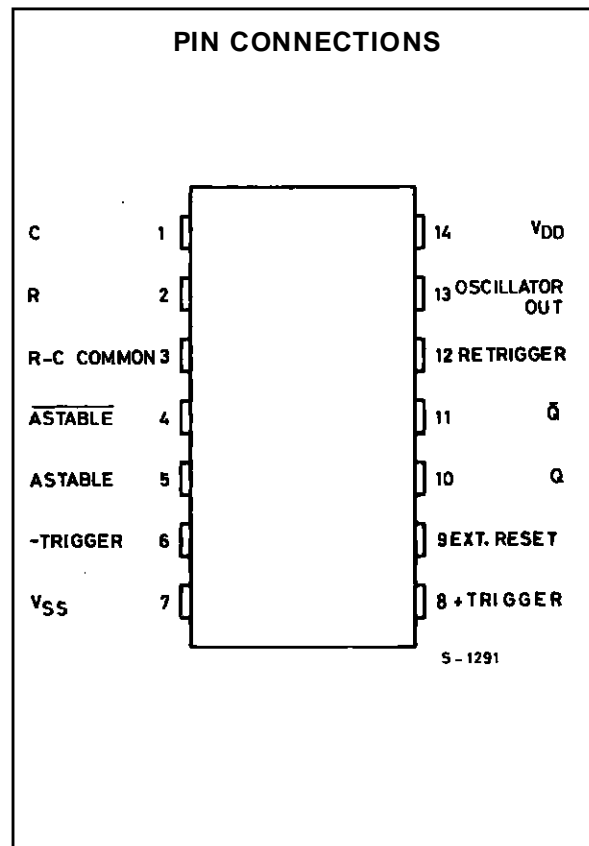 PIN CONNECTIONS
C 1
14 VDD
R 2
13 OSCILLATOR
OUT
R-C COMMON 3
12 RETRIGGER
A̅S̅T̅A̅B̅L̅E̅ 4
11 Q̅
ASTABLE 5
10 Q
-TRIGGER 6
9 EXT. RESET
VSS 7
8 +TRIGGER
S-1291